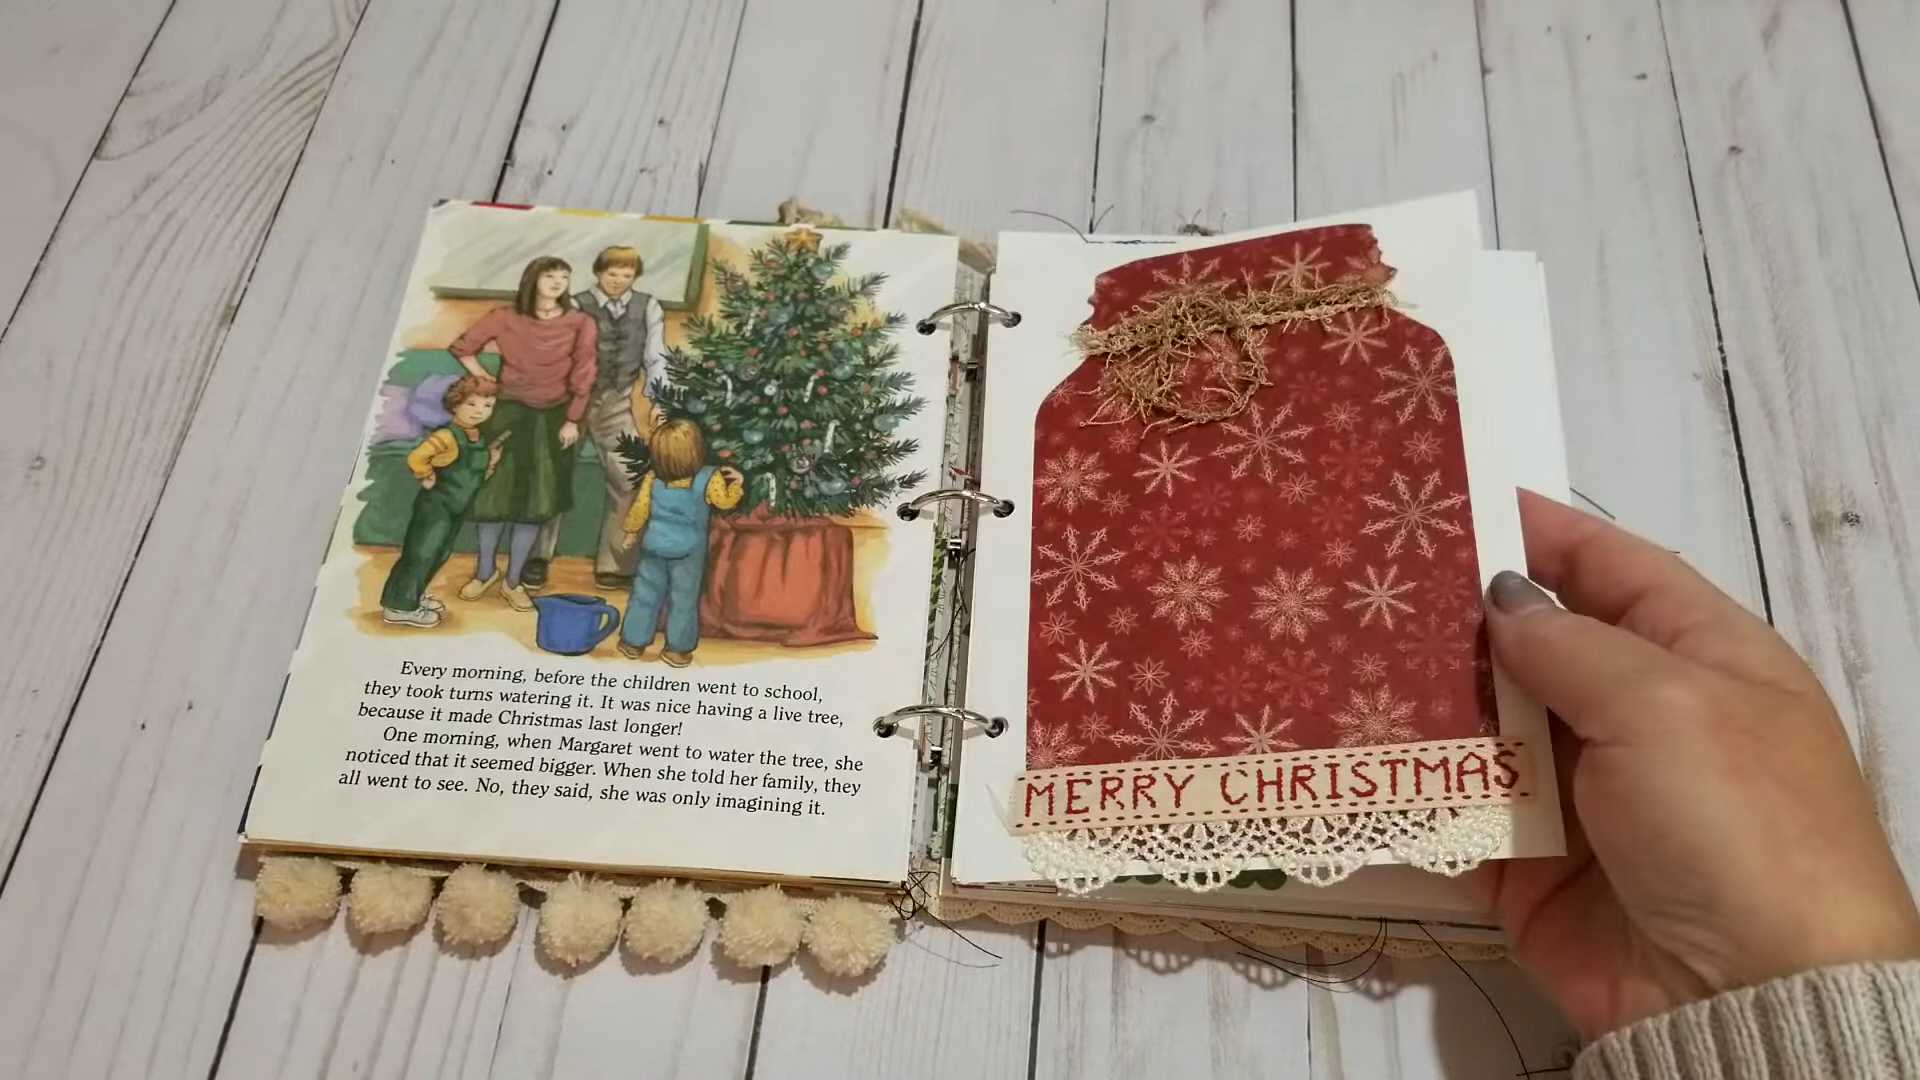 Every morning, before the children went to school,
they took turns watering it. It was nice having a live tree,
because it made Christmas last longer!
One morning, when Margaret went to water the tree, she
noticed that it seemed bigger. When she told her family, they
all went to see. No, they said, she was only imagining it.
MERRY CHRISTMAS